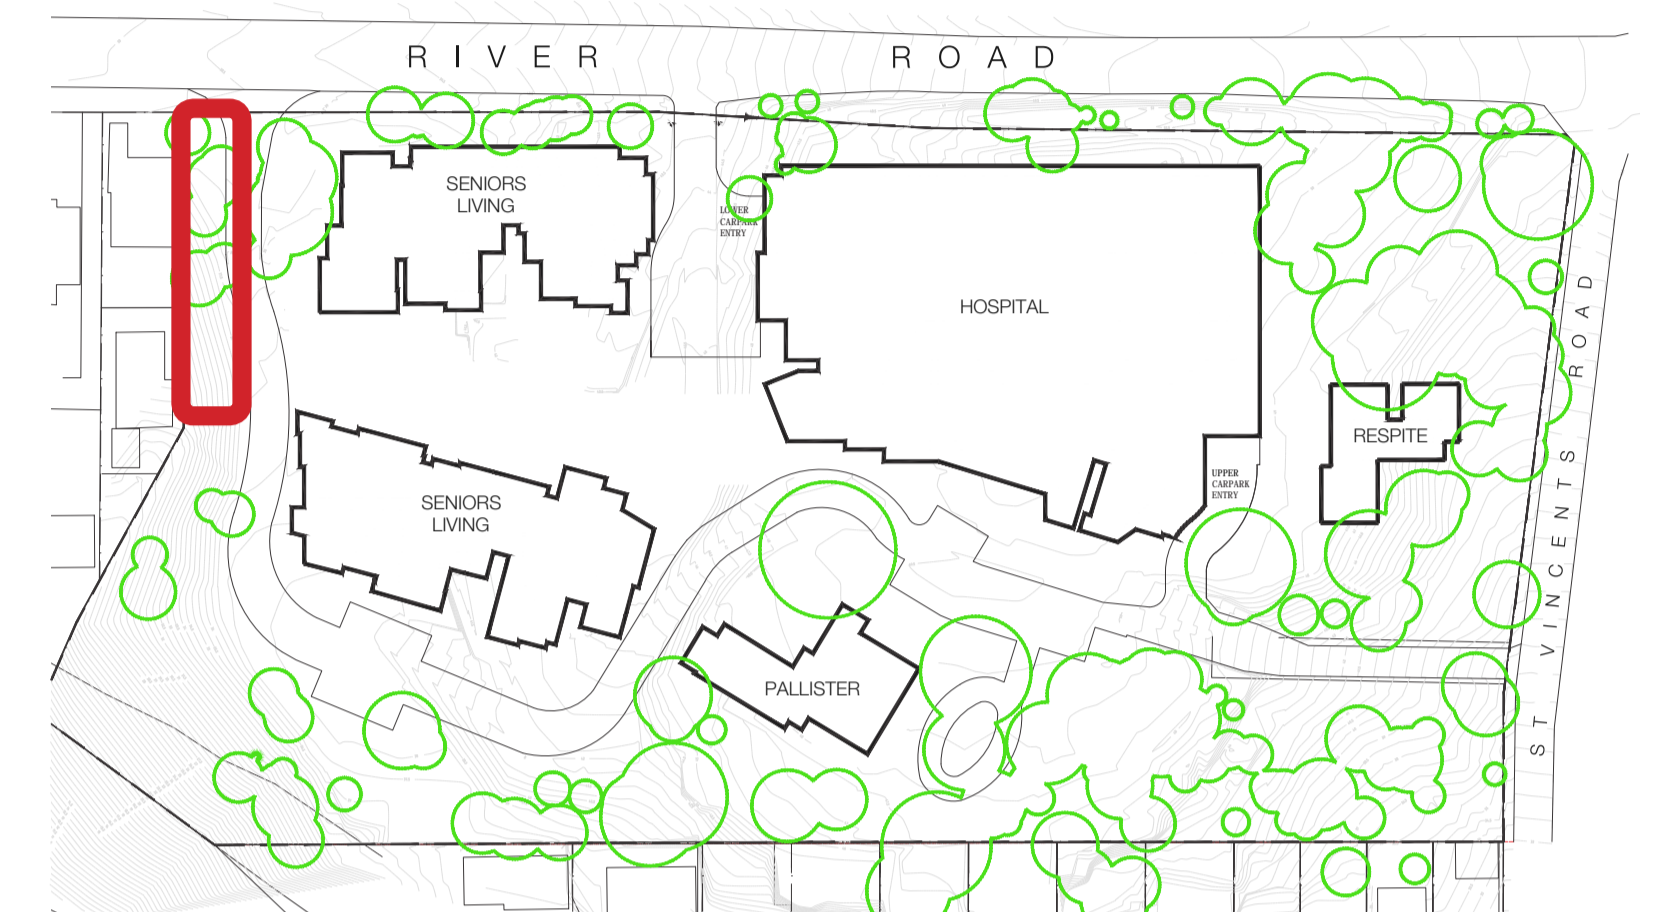 RIVER ROAD
SENIORS
LIVING
LOWER
CARPARK
ENTRY
HOSPITAL
ST VINCENTS ROAD
RESPITE
UPPER
CARPARK
ENTRY
SENIORS
LIVING
PALLISTER